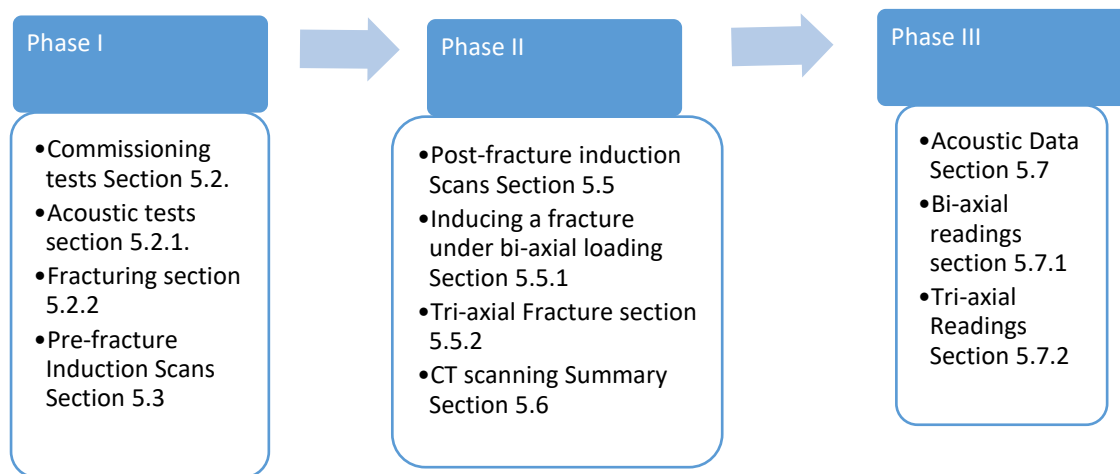 Phase I
•Commissioning
tests Section 5.2.
•Acoustic tests
section 5.2.1.
•Fracturing section
5.2.2
•Pre-fracture
Induction Scans
Section 5.3
Phase II
•Post-fracture induction
Scans Section 5.5
•Inducing a fracture
under bi-axial loading
Section 5.5.1
•Tri-axial Fracture section
5.5.2
•CT scanning Summary
Section 5.6
Phase III
•Acoustic Data
Section 5.7
•Bi-axial
readings
section 5.7.1
•Tri-axial
Readings
Section 5.7.2